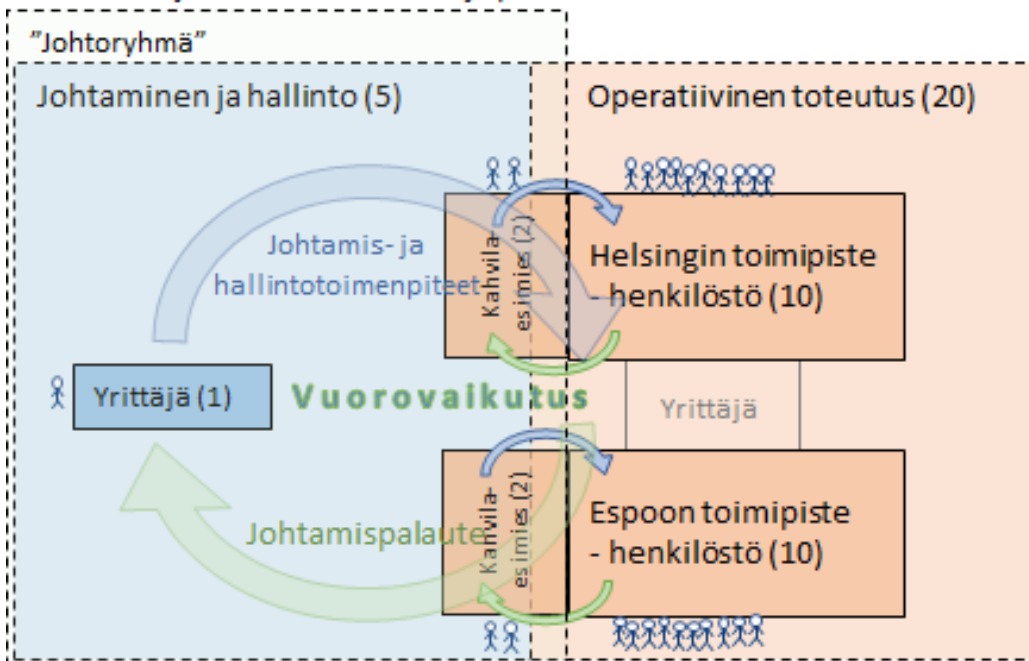 "Johtoryhmä"
Johtaminen ja hallinto (5)
Operatiivinen toteutus (20)
Johtamis- ja
hallintotoimenpiteet
Kahvila-
esimies (2)
Helsingin toimipiste
- henkilöstö (10)
Yrittäjä (1)
Vuorovaikutus
Yrittäjä
Johtamispalaute
Kahvila-
esimies (2)
Espoon toimipiste
- henkilöstö (10)